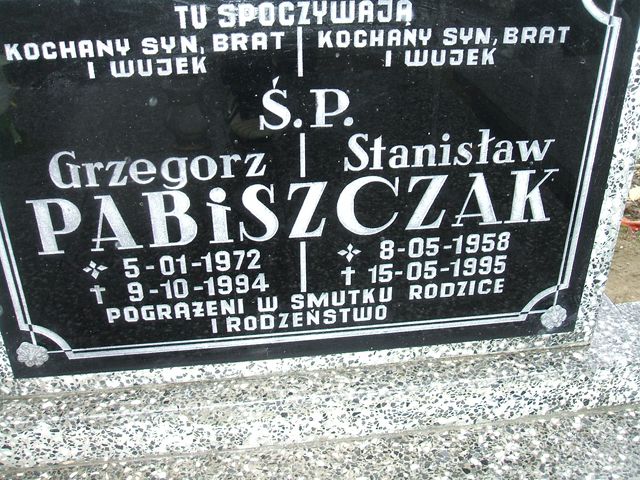 TU SPOCZYWAJĄ
KOCHANY SYN, BRAT
I WUJEK
KOCHANY SYN, BRAT
I WUJEK
Ś.P.
Grzegorz
Stanisław
PABiSZCZAK
5-01-1972
9-10-1994
8-05-1958
15-05-1995
POGRĄŻENI W SMUTKU RODZICE
I RODZEŃSTWO